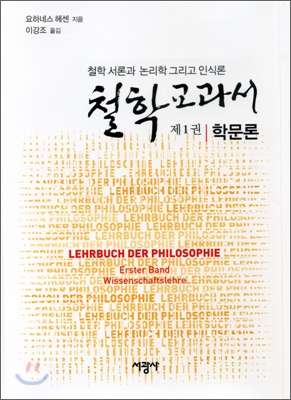 요하네스 헤센 지음
이강조 옮김
철학 서론과 논리학 그리고 인식론
철학교과서
제1권 | 학문론
LEHRBUCH DER PHILOSOPHIE
Erster Band
Wissenschaftslehre
서광사